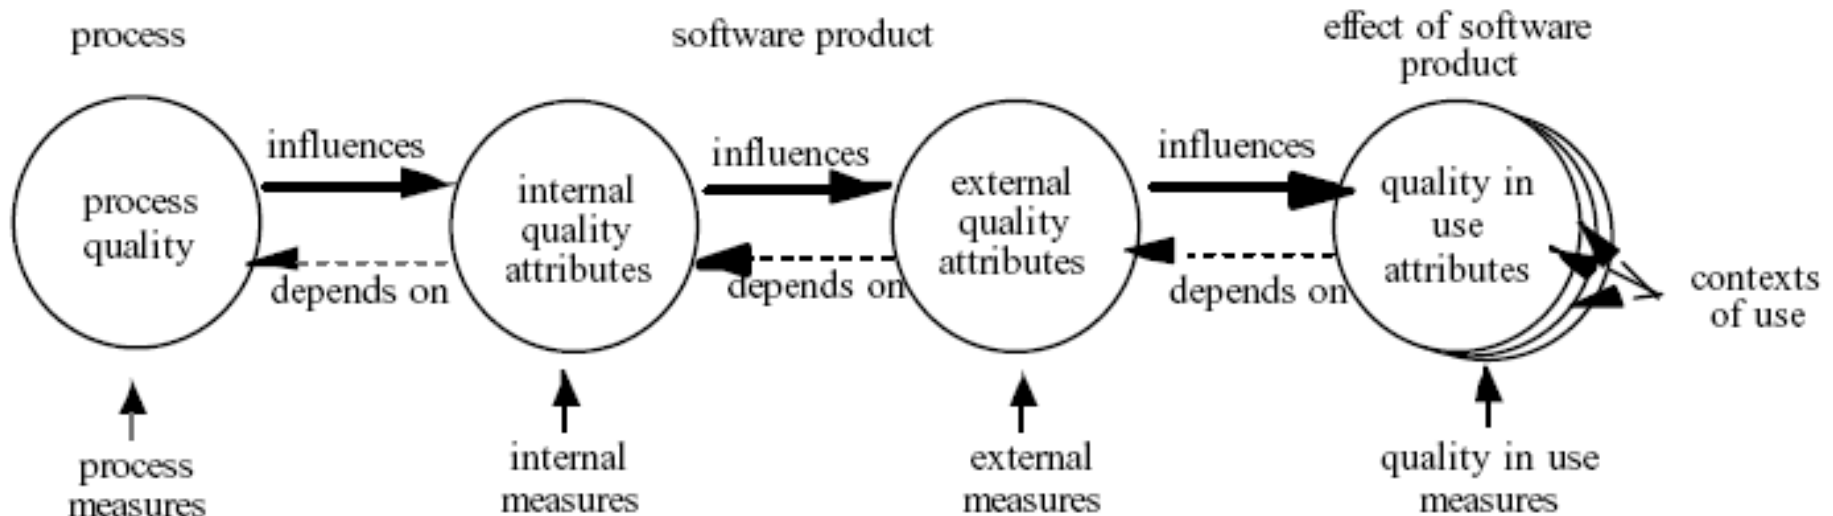 process
software product
effect of software
product
process
quality
influences
depends on
internal
quality
attributes
influences
depends on
external
quality
attributes
influences
depends on
quality in
use
attributes
contexts
of use
process
measures
internal
measures
external
measures
quality in use
measures